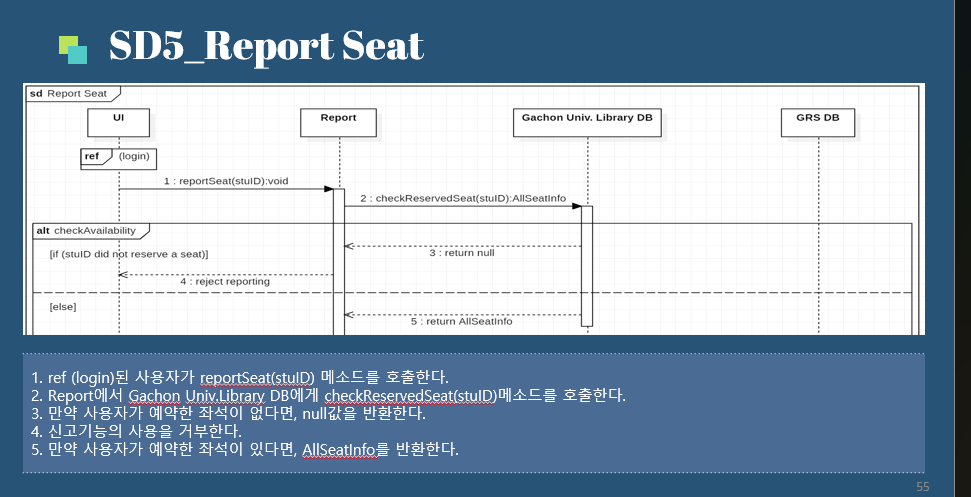 SD5_Report Seat
sd Report Seat
UI
Report
Gachon Univ. Library DB
GRS DB
ref (login)
1 : reportSeat(stuID):void
2 : checkReservedSeat(stuID):AllSeatInfo
alt checkAvailability
[if (stuID did not reserve a seat)]
3 : return null
4 : reject reporting
[else]
5 : return AllSeatInfo
1. ref (login)된 사용자가 reportSeat(stuID) 메소드를 호출한다.
2. Report에서 Gachon Univ.Library DB에게 checkReservedSeat(stuID)메소드를 호출한다.
3. 만약 사용자가 예약한 좌석이 없다면, null값을 반환한다.
4. 신고기능의 사용을 거부한다.
5. 만약 사용자가 예약한 좌석이 있다면, AllSeatInfo를 반환한다.
55